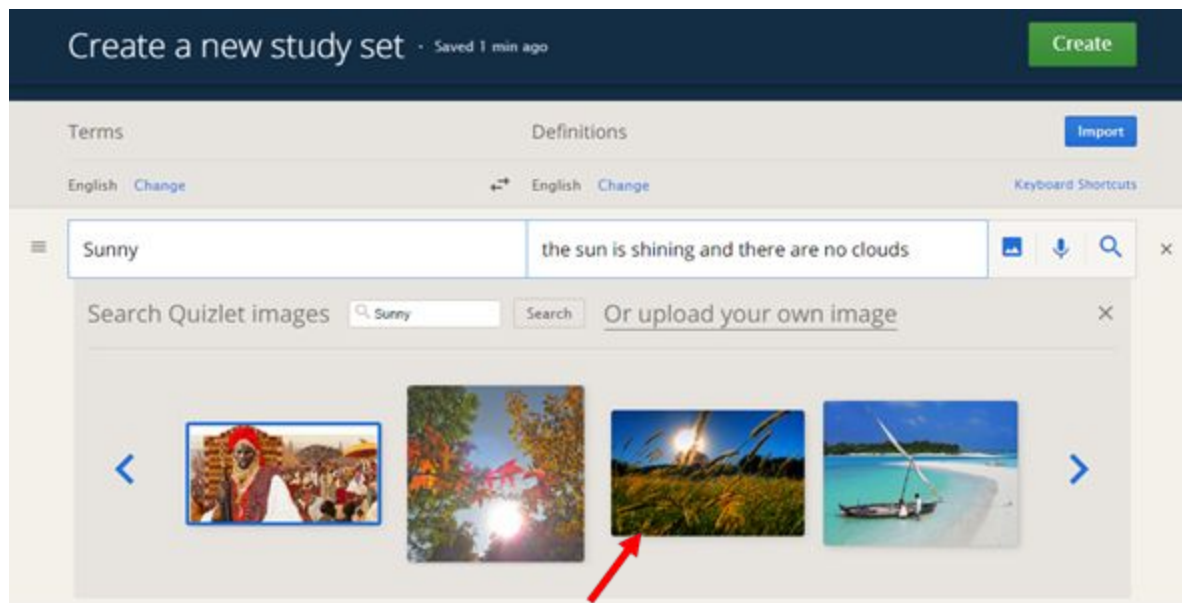 Create a new study set · Saved 1 min ago Create
Terms Definitions Import
English Change English Change Keyboard Shortcuts
Sunny the sun is shining and there are no clouds
Search Quizlet images Sunny Search Or upload your own image